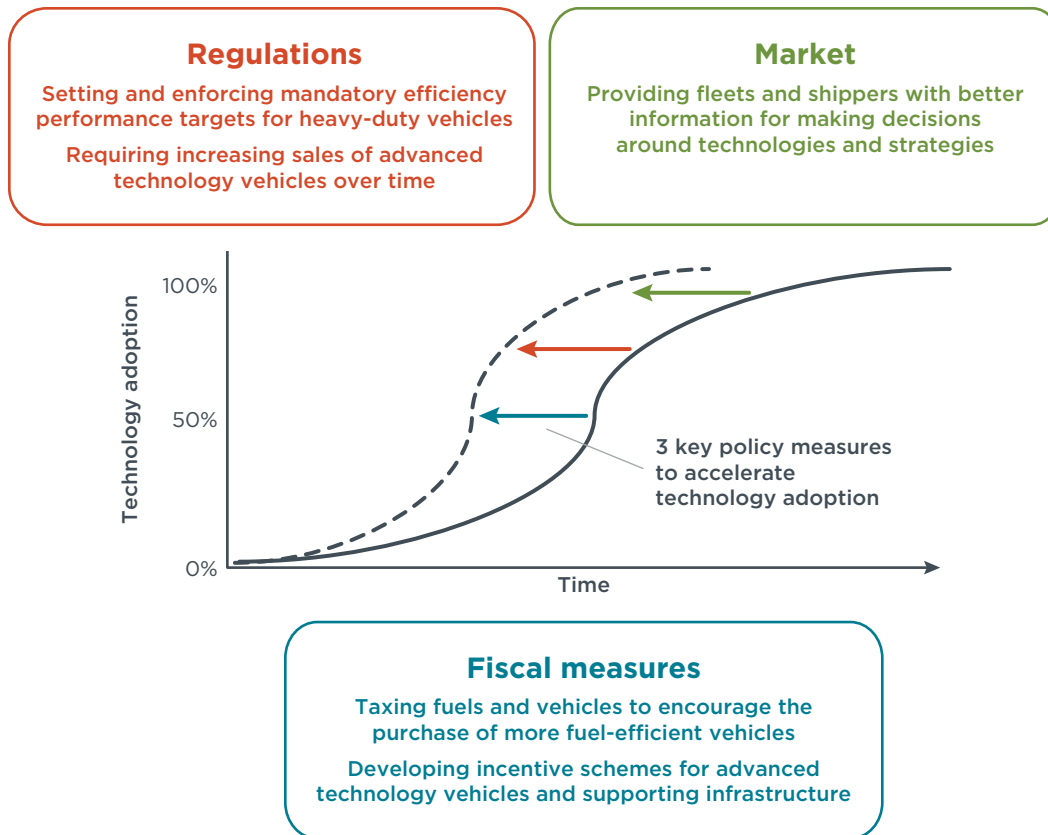 Regulations
Setting and enforcing mandatory efficiency
performance targets for heavy-duty vehicles
Requiring increasing sales of advanced
technology vehicles over time
Market
Providing fleets and shippers with better
information for making decisions
around technologies and strategies
Technology adoption
100%
50%
0%
3 key policy measures
to accelerate
technology adoption
Time
Fiscal measures
Taxing fuels and vehicles to encourage the
purchase of more fuel-efficient vehicles
Developing incentive schemes for advanced
technology vehicles and supporting infrastructure